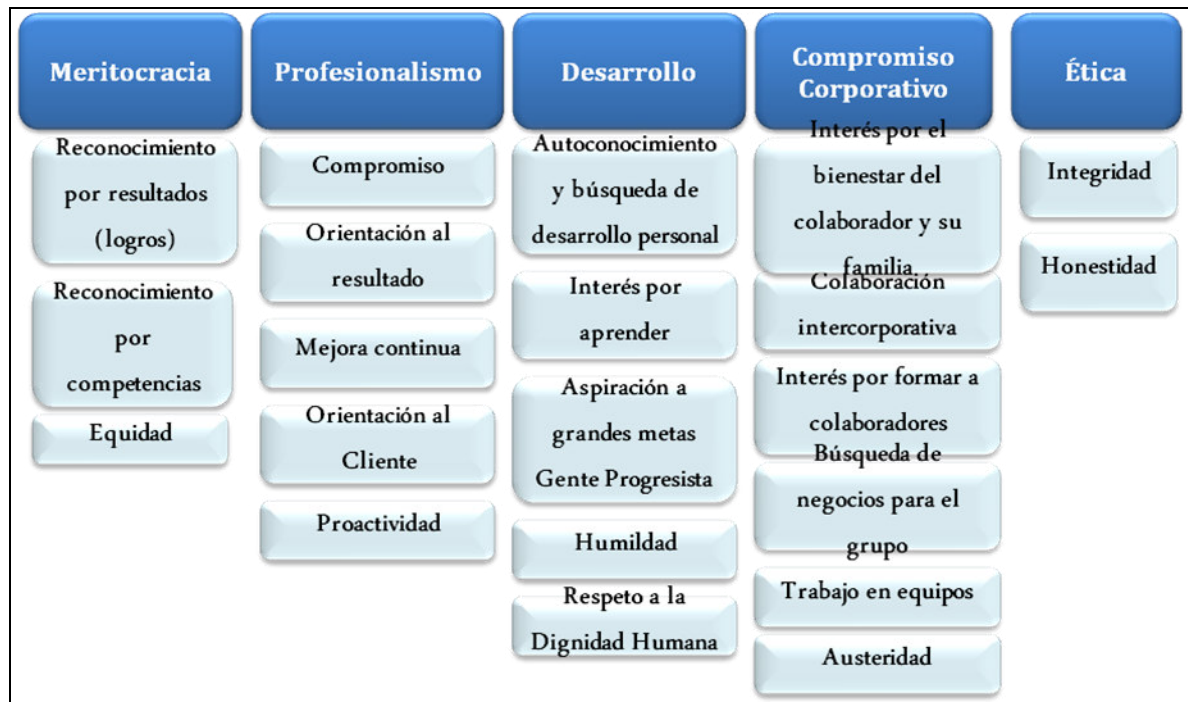 Meritocracia
Reconocimiento
por resultados
(logros)
Reconocimiento
por
competencias
Equidad
Profesionalismo
Compromiso
Orientación al
resultado
Mejora continua
Orientación al
Cliente
Proactividad
Desarrollo
Autoconocimiento
y búsqueda de
desarrollo personal
Interés por
aprender
Aspiración a
grandes metas
Gente Progresista
Humildad
Respeto a la
Dignidad Humana
Compromiso
Corporativo
Interés por el
bienestar del
colaborador y su
familia
Colaboración
intercorporativa
Interés por formar a
colaboradores
Búsqueda de
negocios para el
grupo
Trabajo en equipos
Austeridad
Ética
Integridad
Honestidad